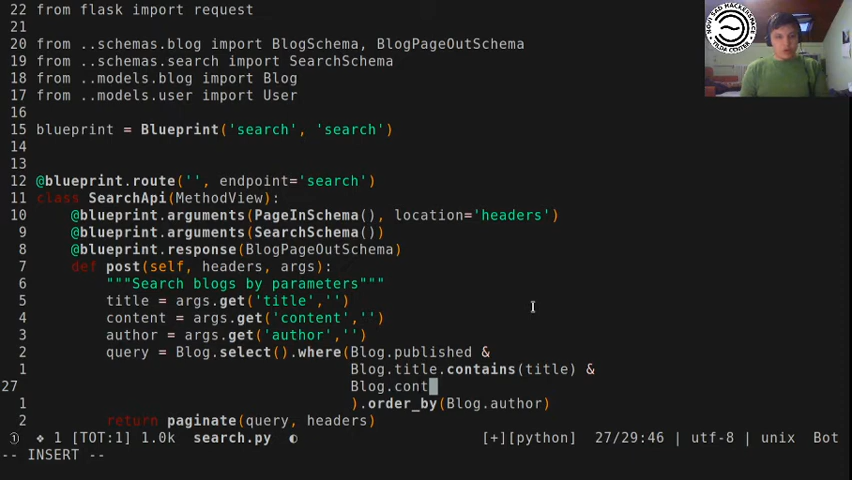 22 from flask import request
21
20 from ..schemas.blog import BlogSchema, BlogPageOutSchema
19 from ..schemas.search import SearchSchema
18 from ..models.blog import Blog
17 from ..models.user import User
16
15 blueprint = Blueprint('search', 'search')
14
13
12 @blueprint.route('', endpoint='search')
11 class SearchApi(MethodView):
10 @blueprint.arguments(PageInSchema(), location='headers')
9 @blueprint.arguments(SearchSchema())
8 @blueprint.response(BlogPageOutSchema)
7 def post(self, headers, args):
6 """Search blogs by parameters"""
5 title = args.get('title','')
4 content = args.get('content','')
3 author = args.get('author','')
2 query = Blog.select().where(Blog.published &
1 Blog.title.contains(title) &
27 Blog.cont
1 ).order_by(Blog.author)
2 return paginate(query, headers)
① ❖ 1 [TOT:1] 1.0k search.py ◐ [+][python] 27/29:46 | utf-8 | unix Bot
-- INSERT --